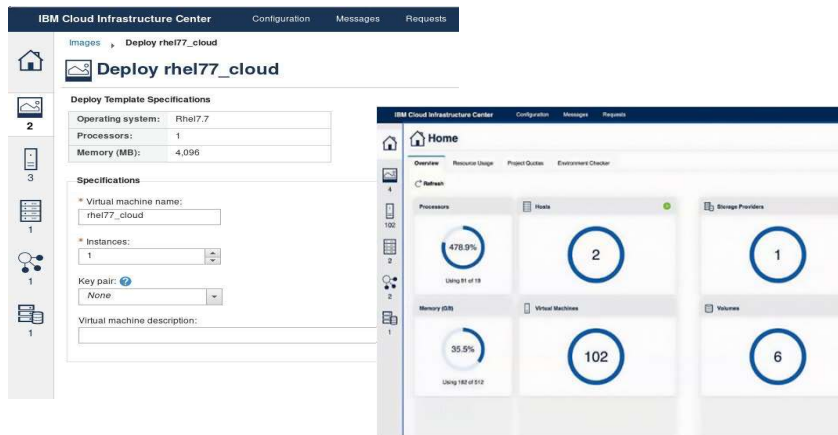 IBM Cloud Infrastructure Center Configuration Messages Requests
Images Deploy rhel77_cloud
Deploy rhel77_cloud
Deploy Template Specifications
Operating system: Rhel7.7
Processors: 1
Memory (MB): 4,096
Specifications
* Virtual machine name:
rhel77_cloud
* Instances:
1
Key pair: ?
None
Virtual machine description:
2
3
1
1
1
IBM Cloud Infrastructure Center Configuration Messages Requests
Home
Overview Resource Usage Project Quotas Environment Checker
Refresh
4
102
2
2
1
Processors
478.9%
Using 91 of 19
Hosts
2
Storage Providers
1
Memory (GB)
35.5%
Using 182 of 512
Virtual Machines
102
Volumes
6